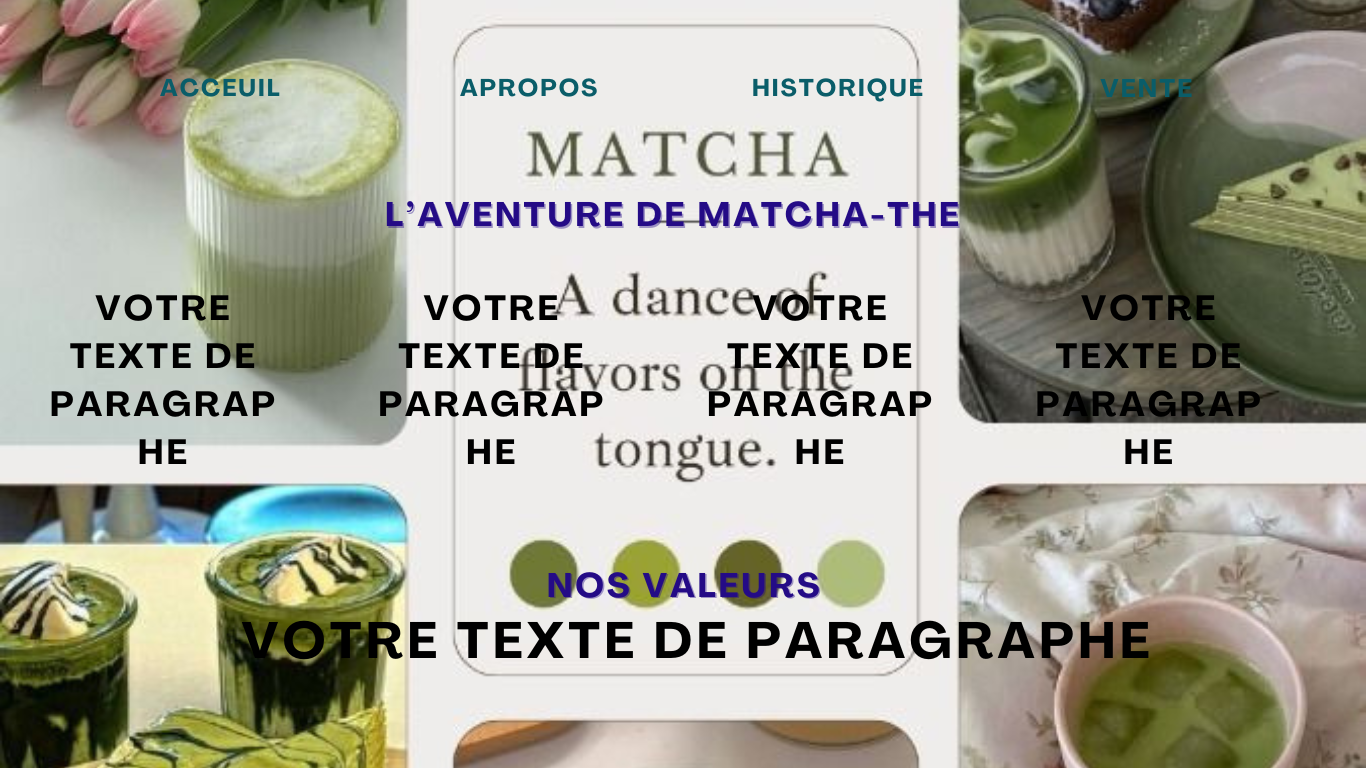 ACCEUIL APROPOS HISTORIQUE VENTE
MATCHA
L’AVENTURE DE MATCHA-THE
A dance of
flavors on the
tongue.
VOTRE
TEXTE DE
PARAGRAP
HE
VOTRE
TEXTE DE
PARAGRAP
HE
VOTRE
TEXTE DE
PARAGRAP
HE
VOTRE
TEXTE DE
PARAGRAP
HE
NOS VALEURS
VOTRE TEXTE DE PARAGRAPHE